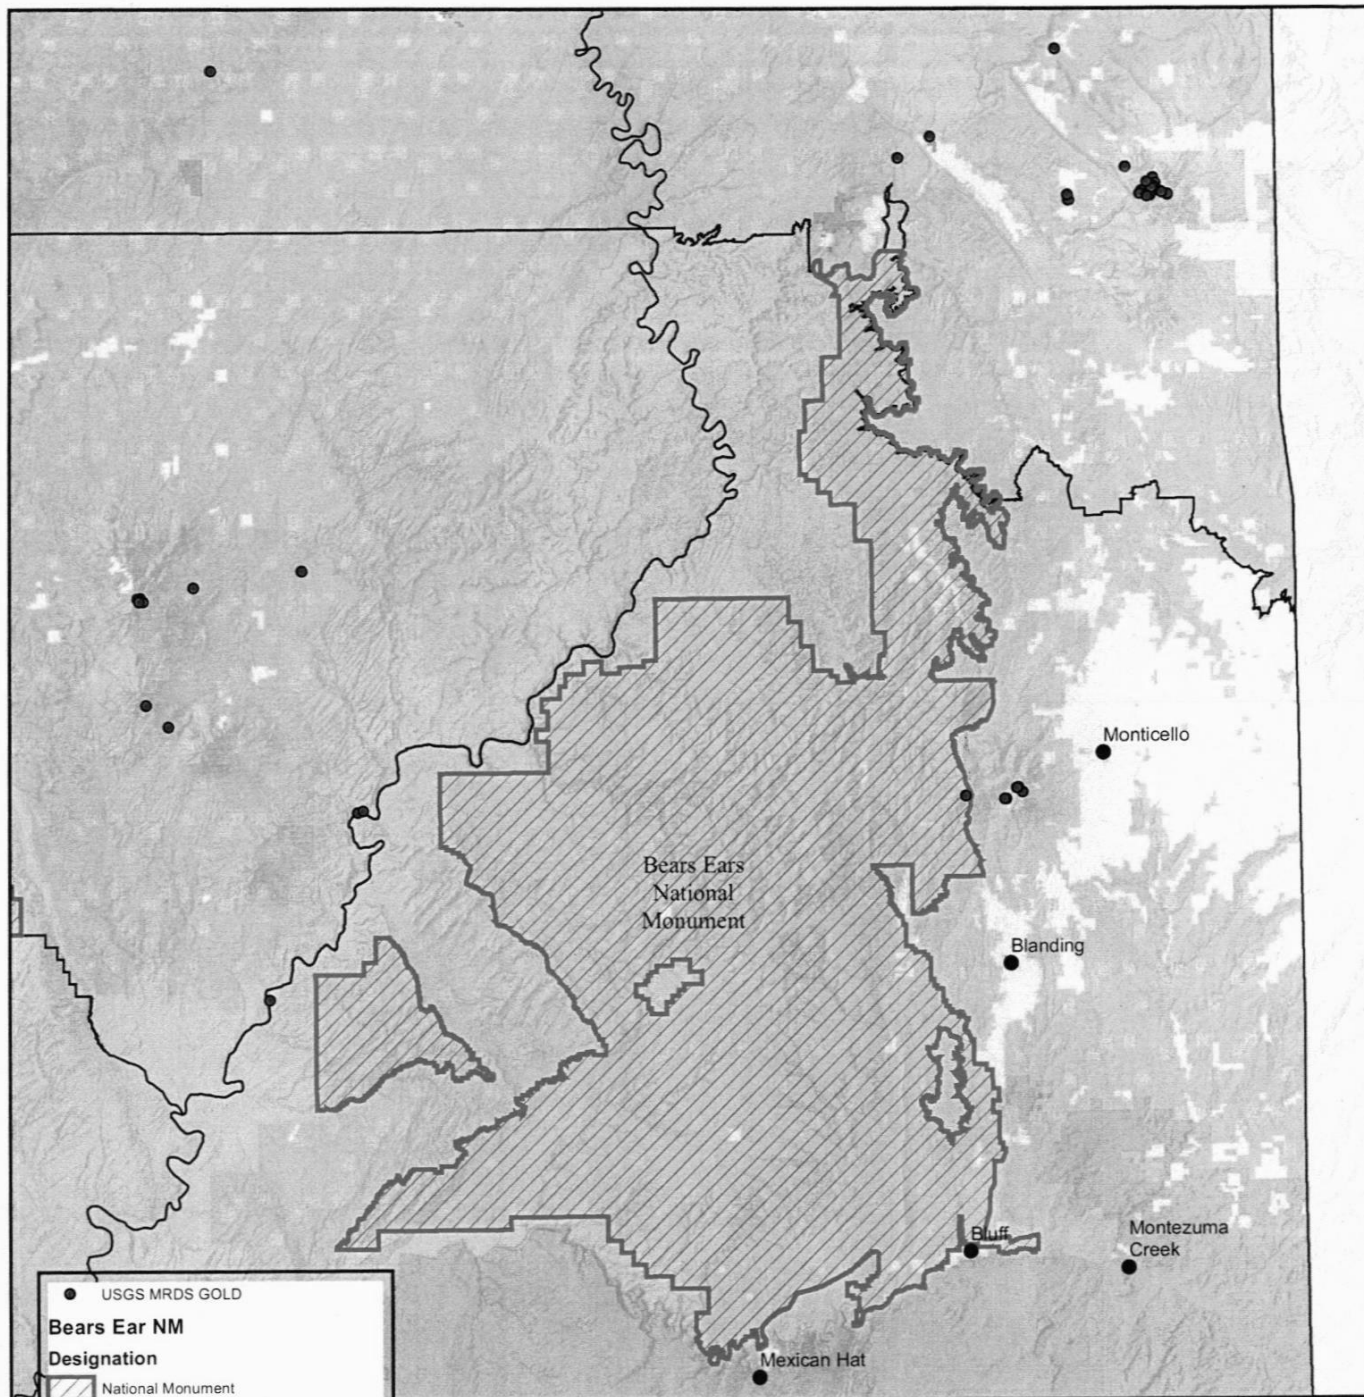 Monticello
Bears Ears
National
Monument
Blanding
Bluff
Montezuma
Creek
Mexican Hat
USGS MRDS GOLD
Bears Ear NM
Designation
National Monument